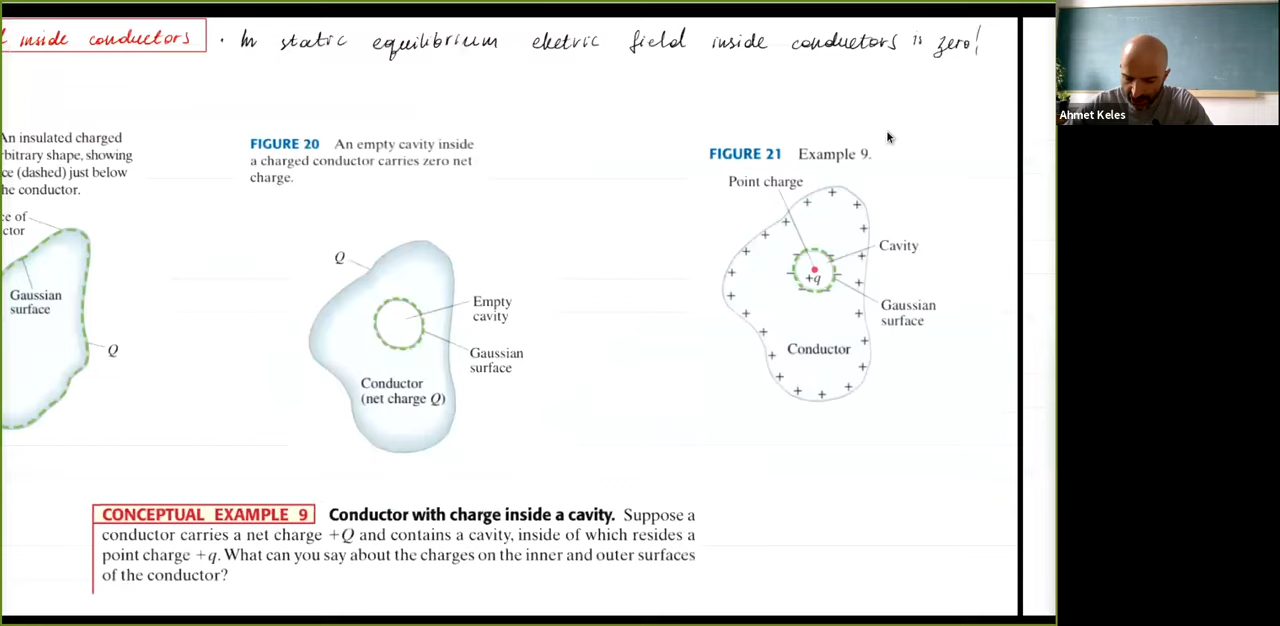 inside conductors
. In static equilibrium eletric field inside conductors is zero!
An insulated charged
bitrary shape, showing
ce (dashed) just below
he conductor.
ce of
ctor
Gaussian
surface
Q
FIGURE 20 An empty cavity inside
a charged conductor carries zero net
charge.
Q
Empty
cavity
Gaussian
surface
Conductor
(net charge Q)
FIGURE 21 Example 9.
Point charge
Cavity
+q
Gaussian
surface
Conductor
CONCEPTUAL EXAMPLE 9 Conductor with charge inside a cavity. Suppose a
conductor carries a net charge +Q and contains a cavity, inside of which resides a
point charge +q. What can you say about the charges on the inner and outer surfaces
of the conductor?
Ahmet Keles